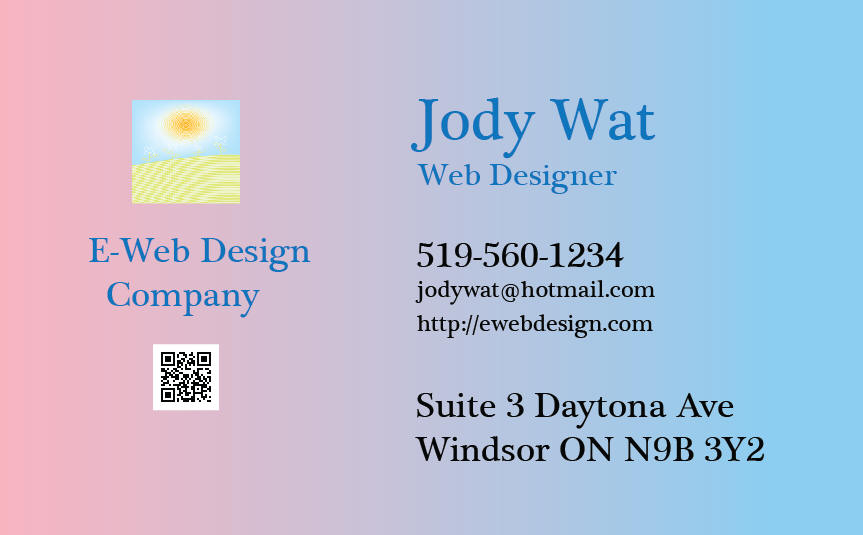 E-Web Design
Company
Jody Wat
Web Designer
519-560-1234
jodywat@hotmail.com
http://ewebdesign.com
Suite 3 Daytona Ave
Windsor ON N9B 3Y2